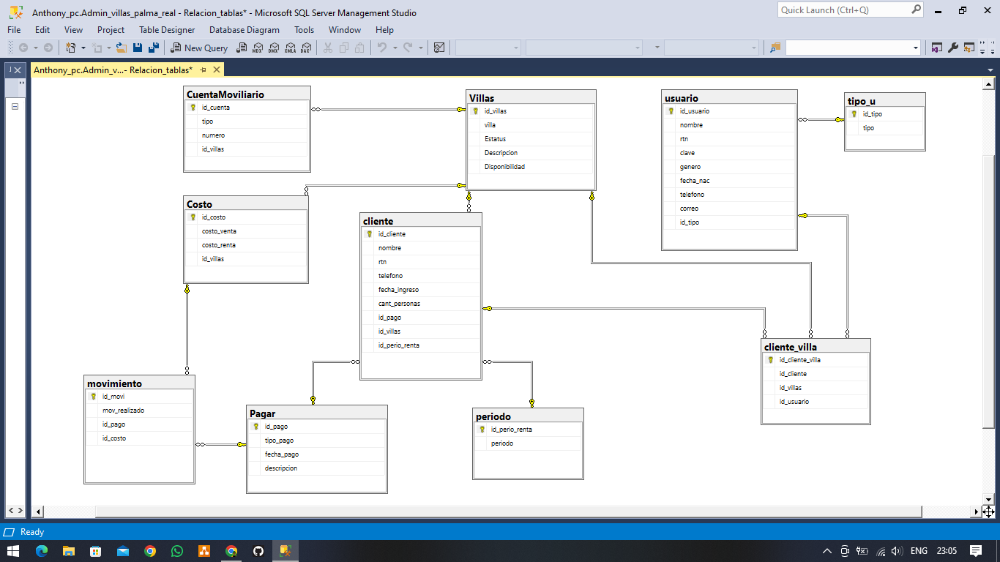 Anthony_pc.Admin_villas_palma_real - Relacion_tablas* - Microsoft SQL Server Management Studio
Quick Launch (Ctrl+Q)
File Edit View Project Table Designer Database Diagram Tools Window Help
New Query MDX DMX XMLA DAX
Anthony_pc.Admin_v...- Relacion_tablas*
CuentaMoviliario
id_cuenta
tipo
numero
id_villas
Villas
id_villas
villa
Estatus
Descripcion
Disponibilidad
usuario
id_usuario
nombre
rtn
clave
genero
fecha_nac
telefono
correo
id_tipo
tipo_u
id_tipo
tipo
Costo
id_costo
costo_venta
costo_renta
id_villas
cliente
id_cliente
nombre
rtn
telefono
fecha_ingreso
cant_personas
id_pago
id_villas
id_perio_renta
cliente_villa
id_cliente_villa
id_cliente
id_villas
id_usuario
movimiento
id_movi
mov_realizado
id_pago
id_costo
Pagar
id_pago
tipo_pago
fecha_pago
descripcion
periodo
id_perio_renta
periodo
Ready
ENG 23:05